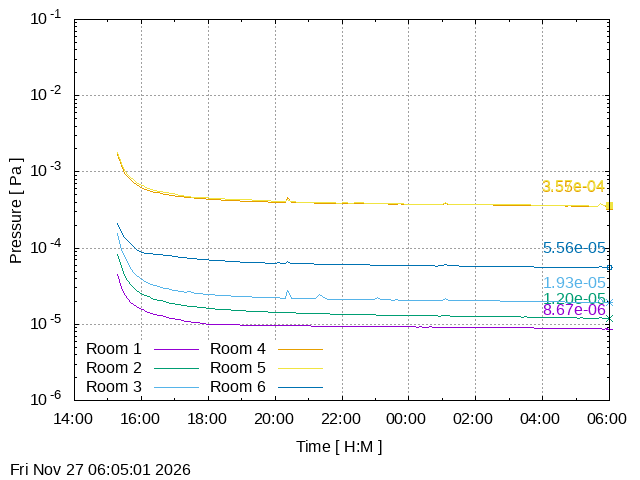 10^-1
10^-2
10^-3
10^-4
10^-5
10^-6
Pressure [ Pa ]
3.55e-04
5.56e-05
1.93e-05
1.20e-05
8.67e-06
Room 1 Room 4
Room 2 Room 5
Room 3 Room 6
14:00 16:00 18:00 20:00 22:00 00:00 02:00 04:00 06:00
Time [ H:M ]
Fri Nov 27 06:05:01 2026